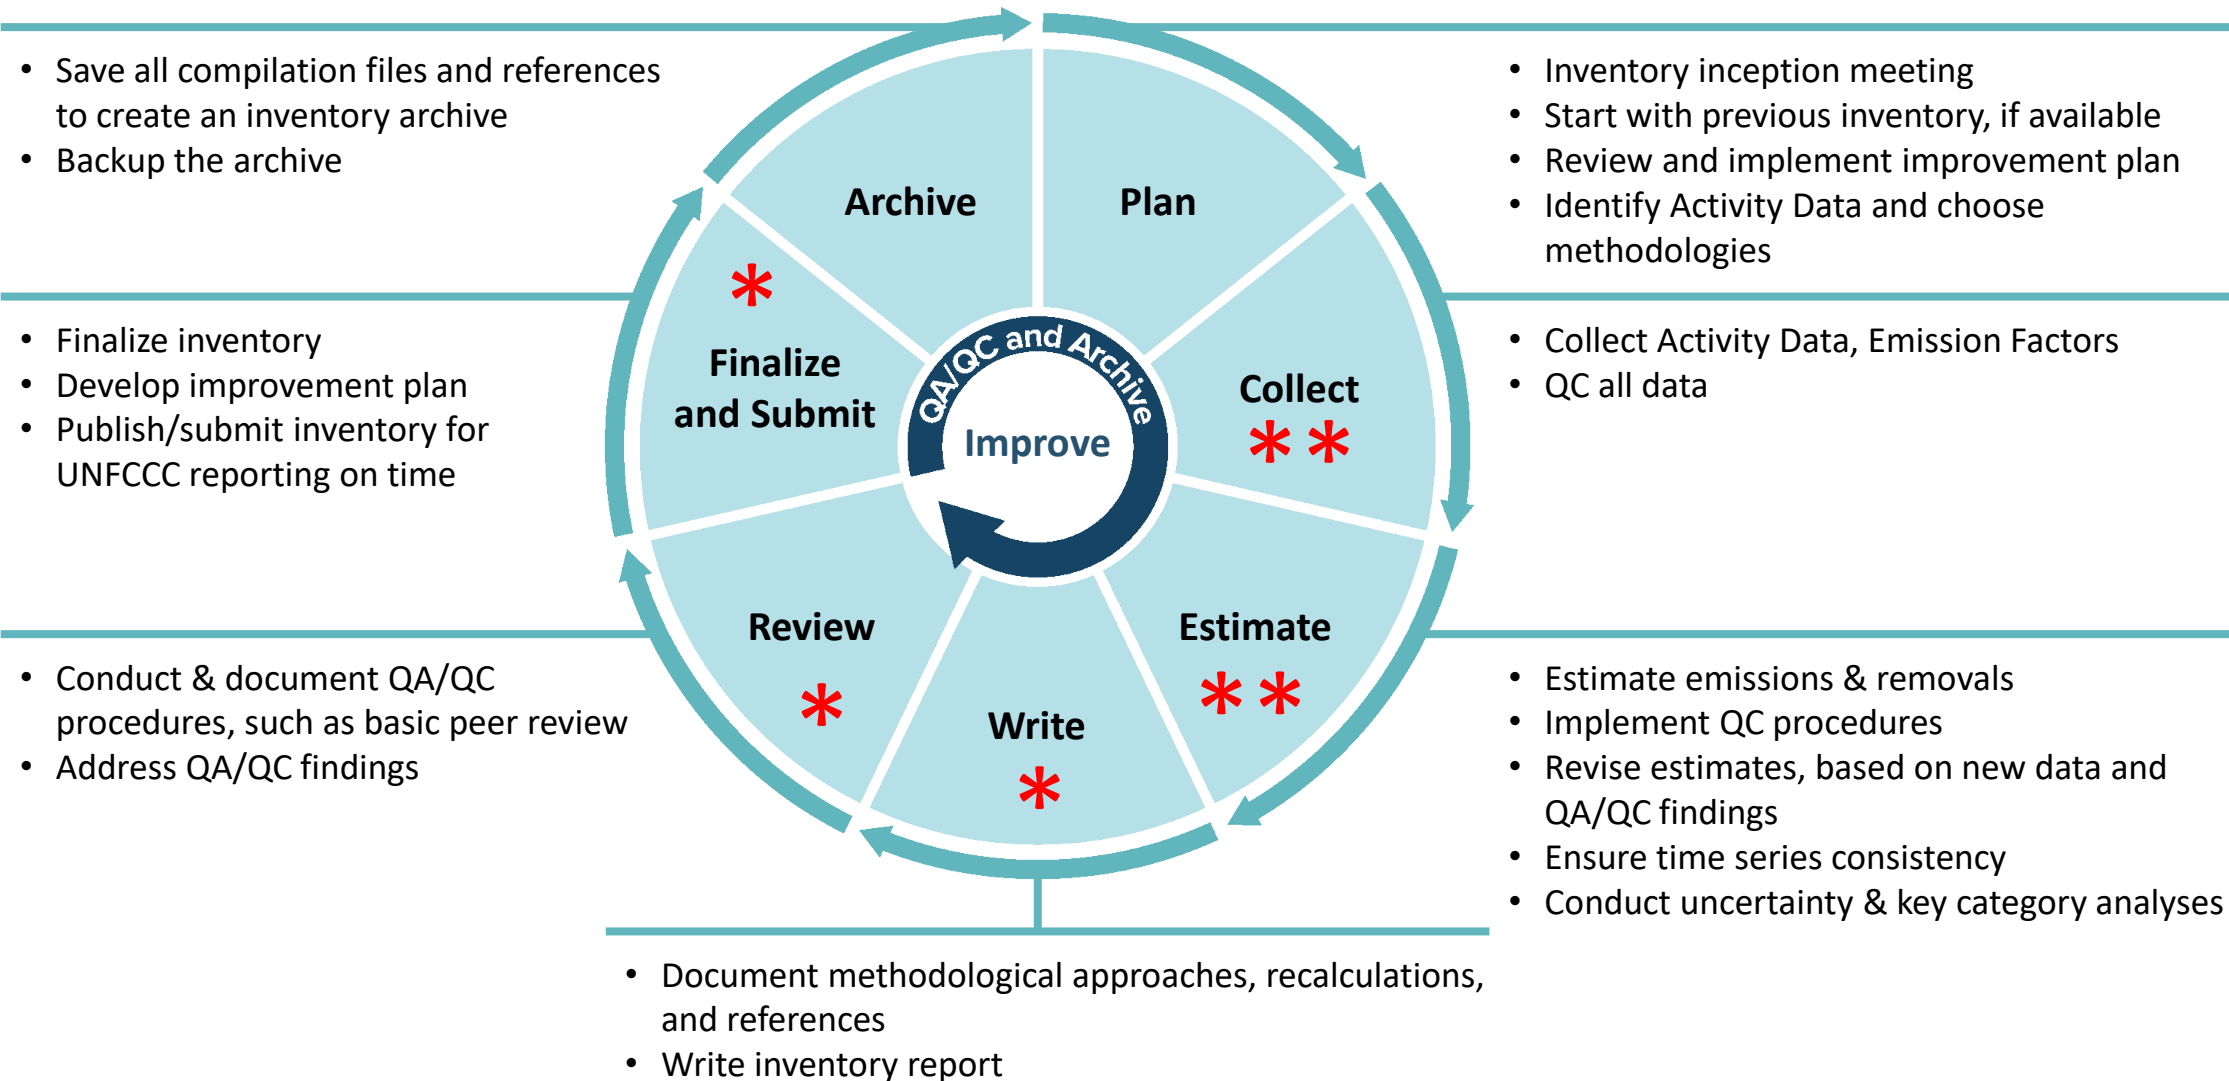 • Save all compilation files and references
to create an inventory archive
• Backup the archive
• Finalize inventory
• Develop improvement plan
• Publish/submit inventory for
UNFCCC reporting on time
• Conduct & document QA/QC
procedures, such as basic peer review
• Address QA/QC findings
Archive
Plan
*
Finalize
and Submit
Collect
* *
QA/QC and Archive
Improve
Review
*
Estimate
* *
Write
*
• Inventory inception meeting
• Start with previous inventory, if available
• Review and implement improvement plan
• Identify Activity Data and choose
methodologies
• Collect Activity Data, Emission Factors
• QC all data
• Estimate emissions & removals
• Implement QC procedures
• Revise estimates, based on new data and
QA/QC findings
• Ensure time series consistency
• Conduct uncertainty & key category analyses
• Document methodological approaches, recalculations,
and references
• Write inventory report